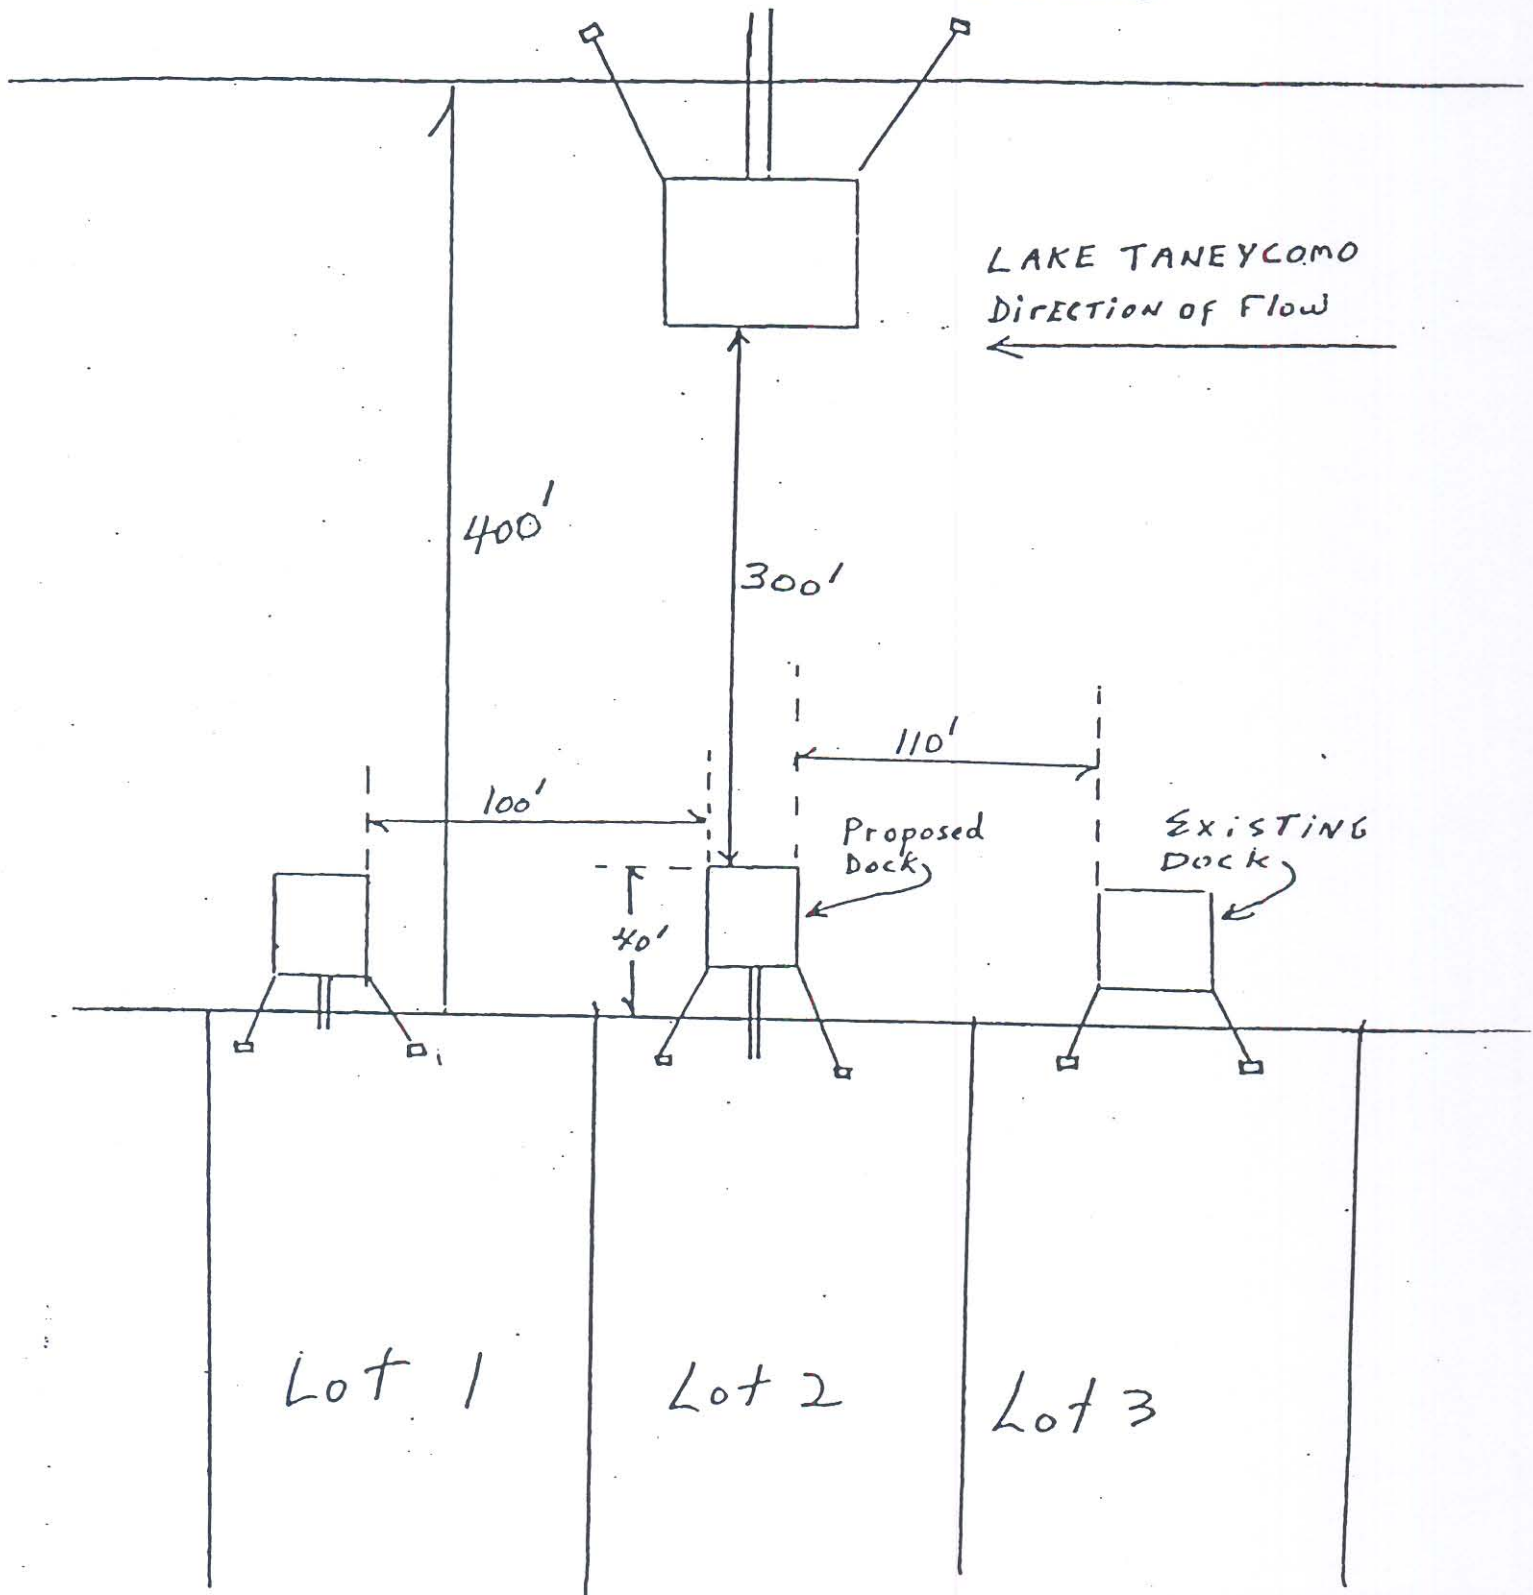 LAKE TANEYCOMO
Direction of Flow
400'
300'
110'
100'
Proposed
Dock
Existing
Dock
40'
Lot 1
Lot 2
Lot 3